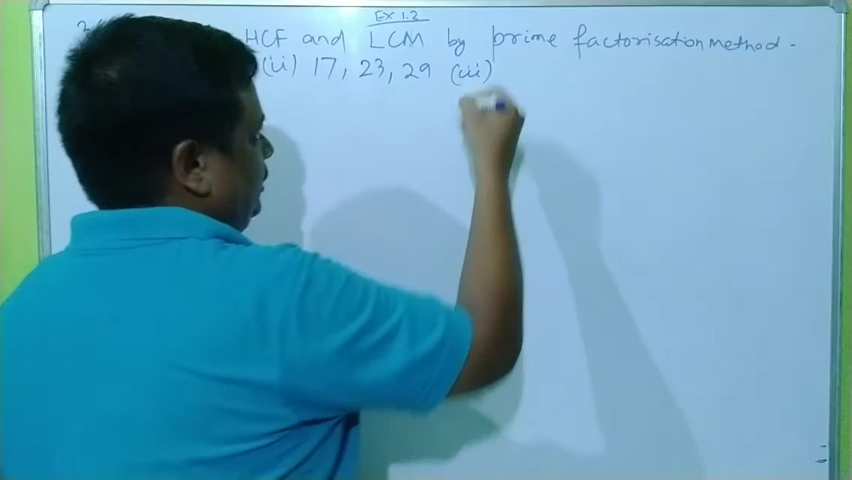 EX 1.2
HCF and LCM by prime factorisation method.
(ii) 17, 23, 29 (iii)